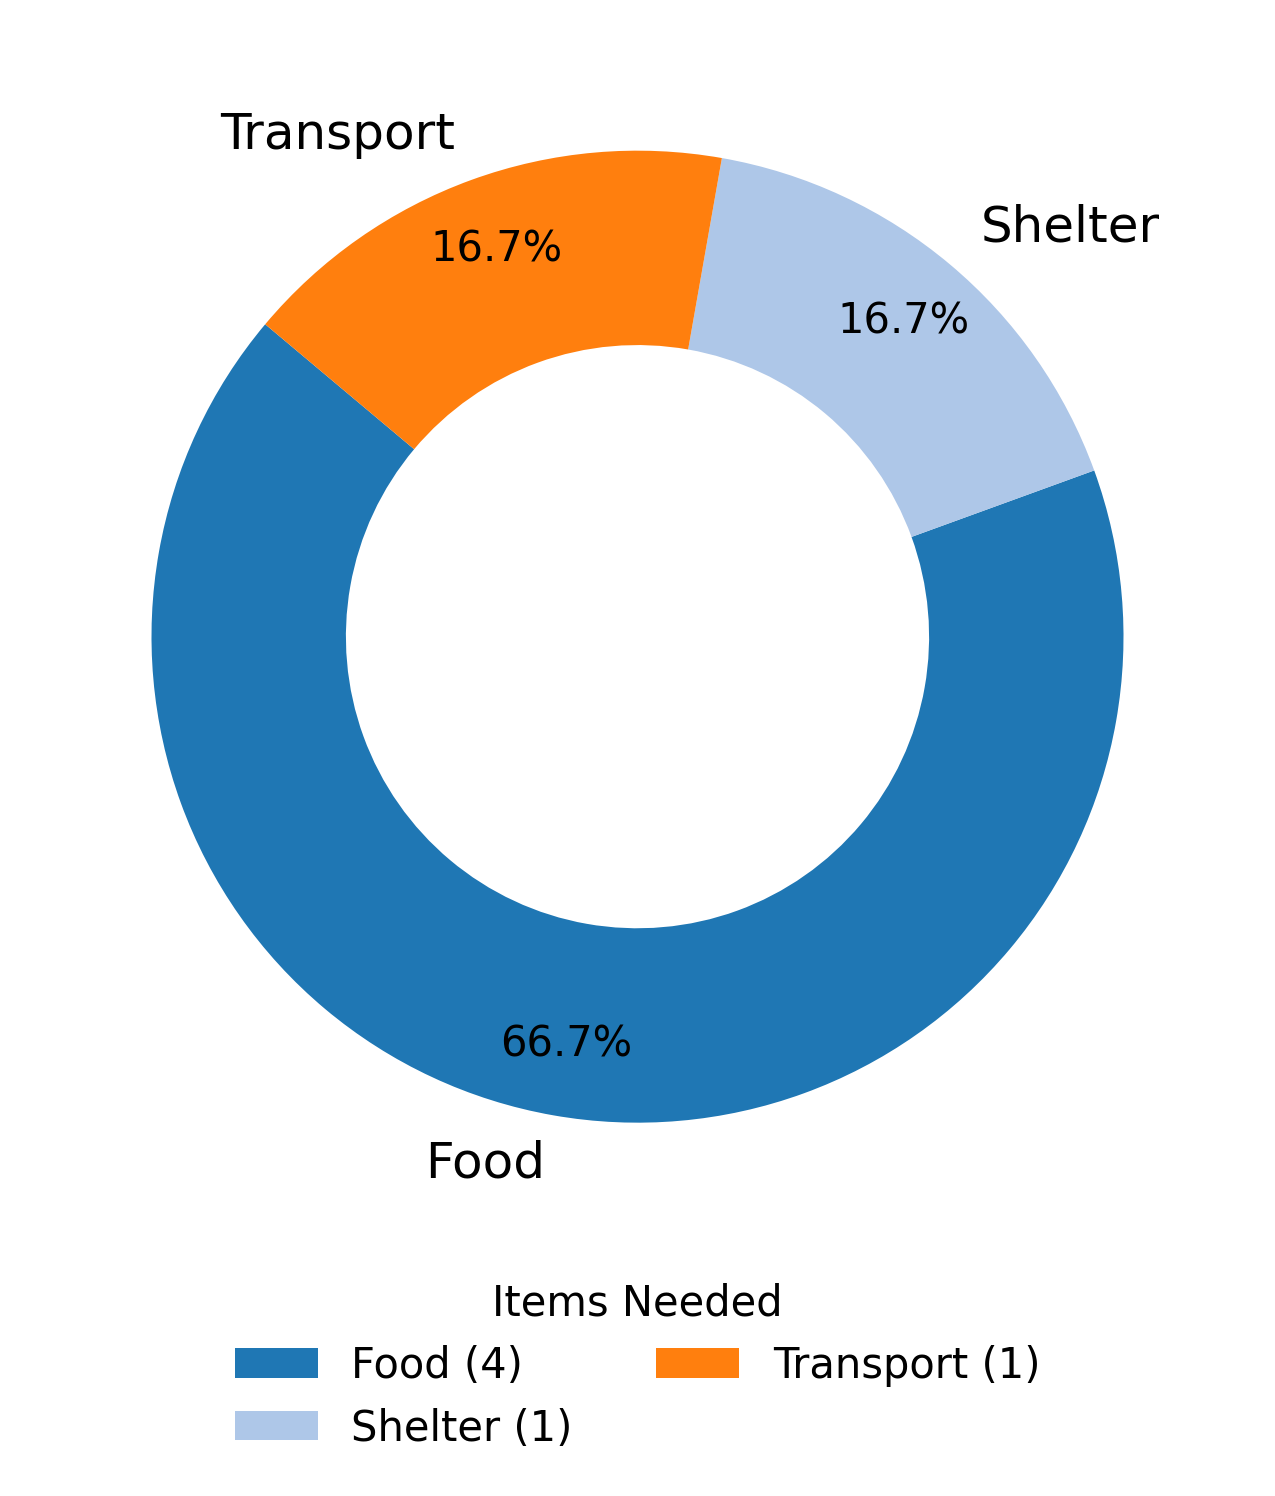 Transport
Shelter
16.7%
16.7%
66.7%
Food
Items Needed
Food (4)
Transport (1)
Shelter (1)